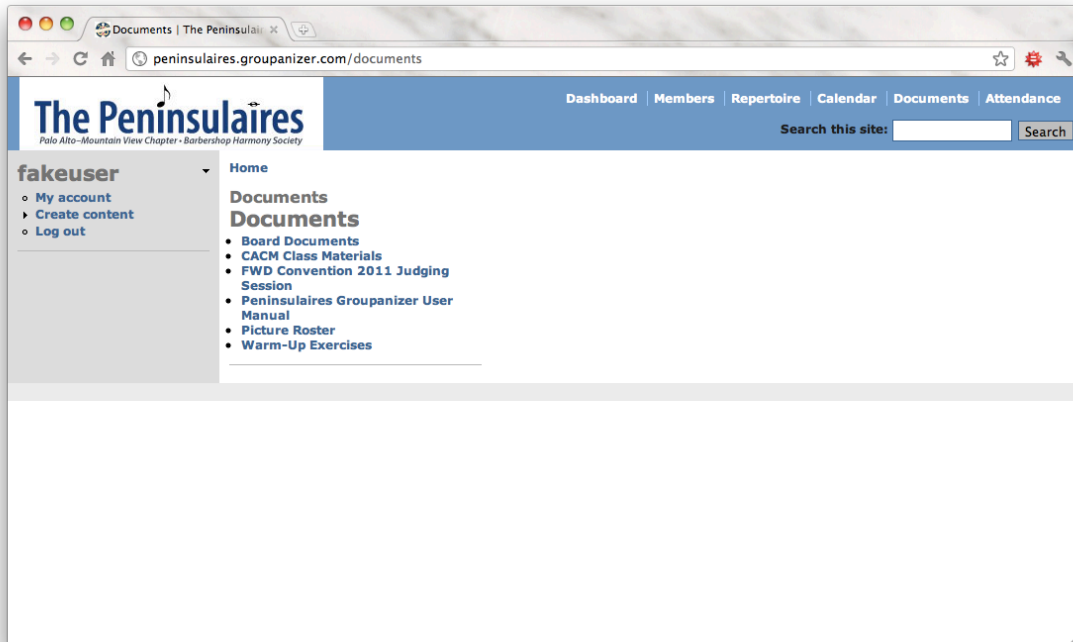 Documents | The Peninsulair
peninsulaires.groupanizer.com/documents
The Peninsulaires
Palo Alto–Mountain View Chapter • Barbershop Harmony Society
Dashboard Members Repertoire Calendar Documents Attendance
Search this site: Search
fakeuser
My account
Create content
Log out
Home
Documents
Documents
Board Documents
CACM Class Materials
FWD Convention 2011 Judging
Session
Peninsulaires Groupanizer User
Manual
Picture Roster
Warm-Up Exercises